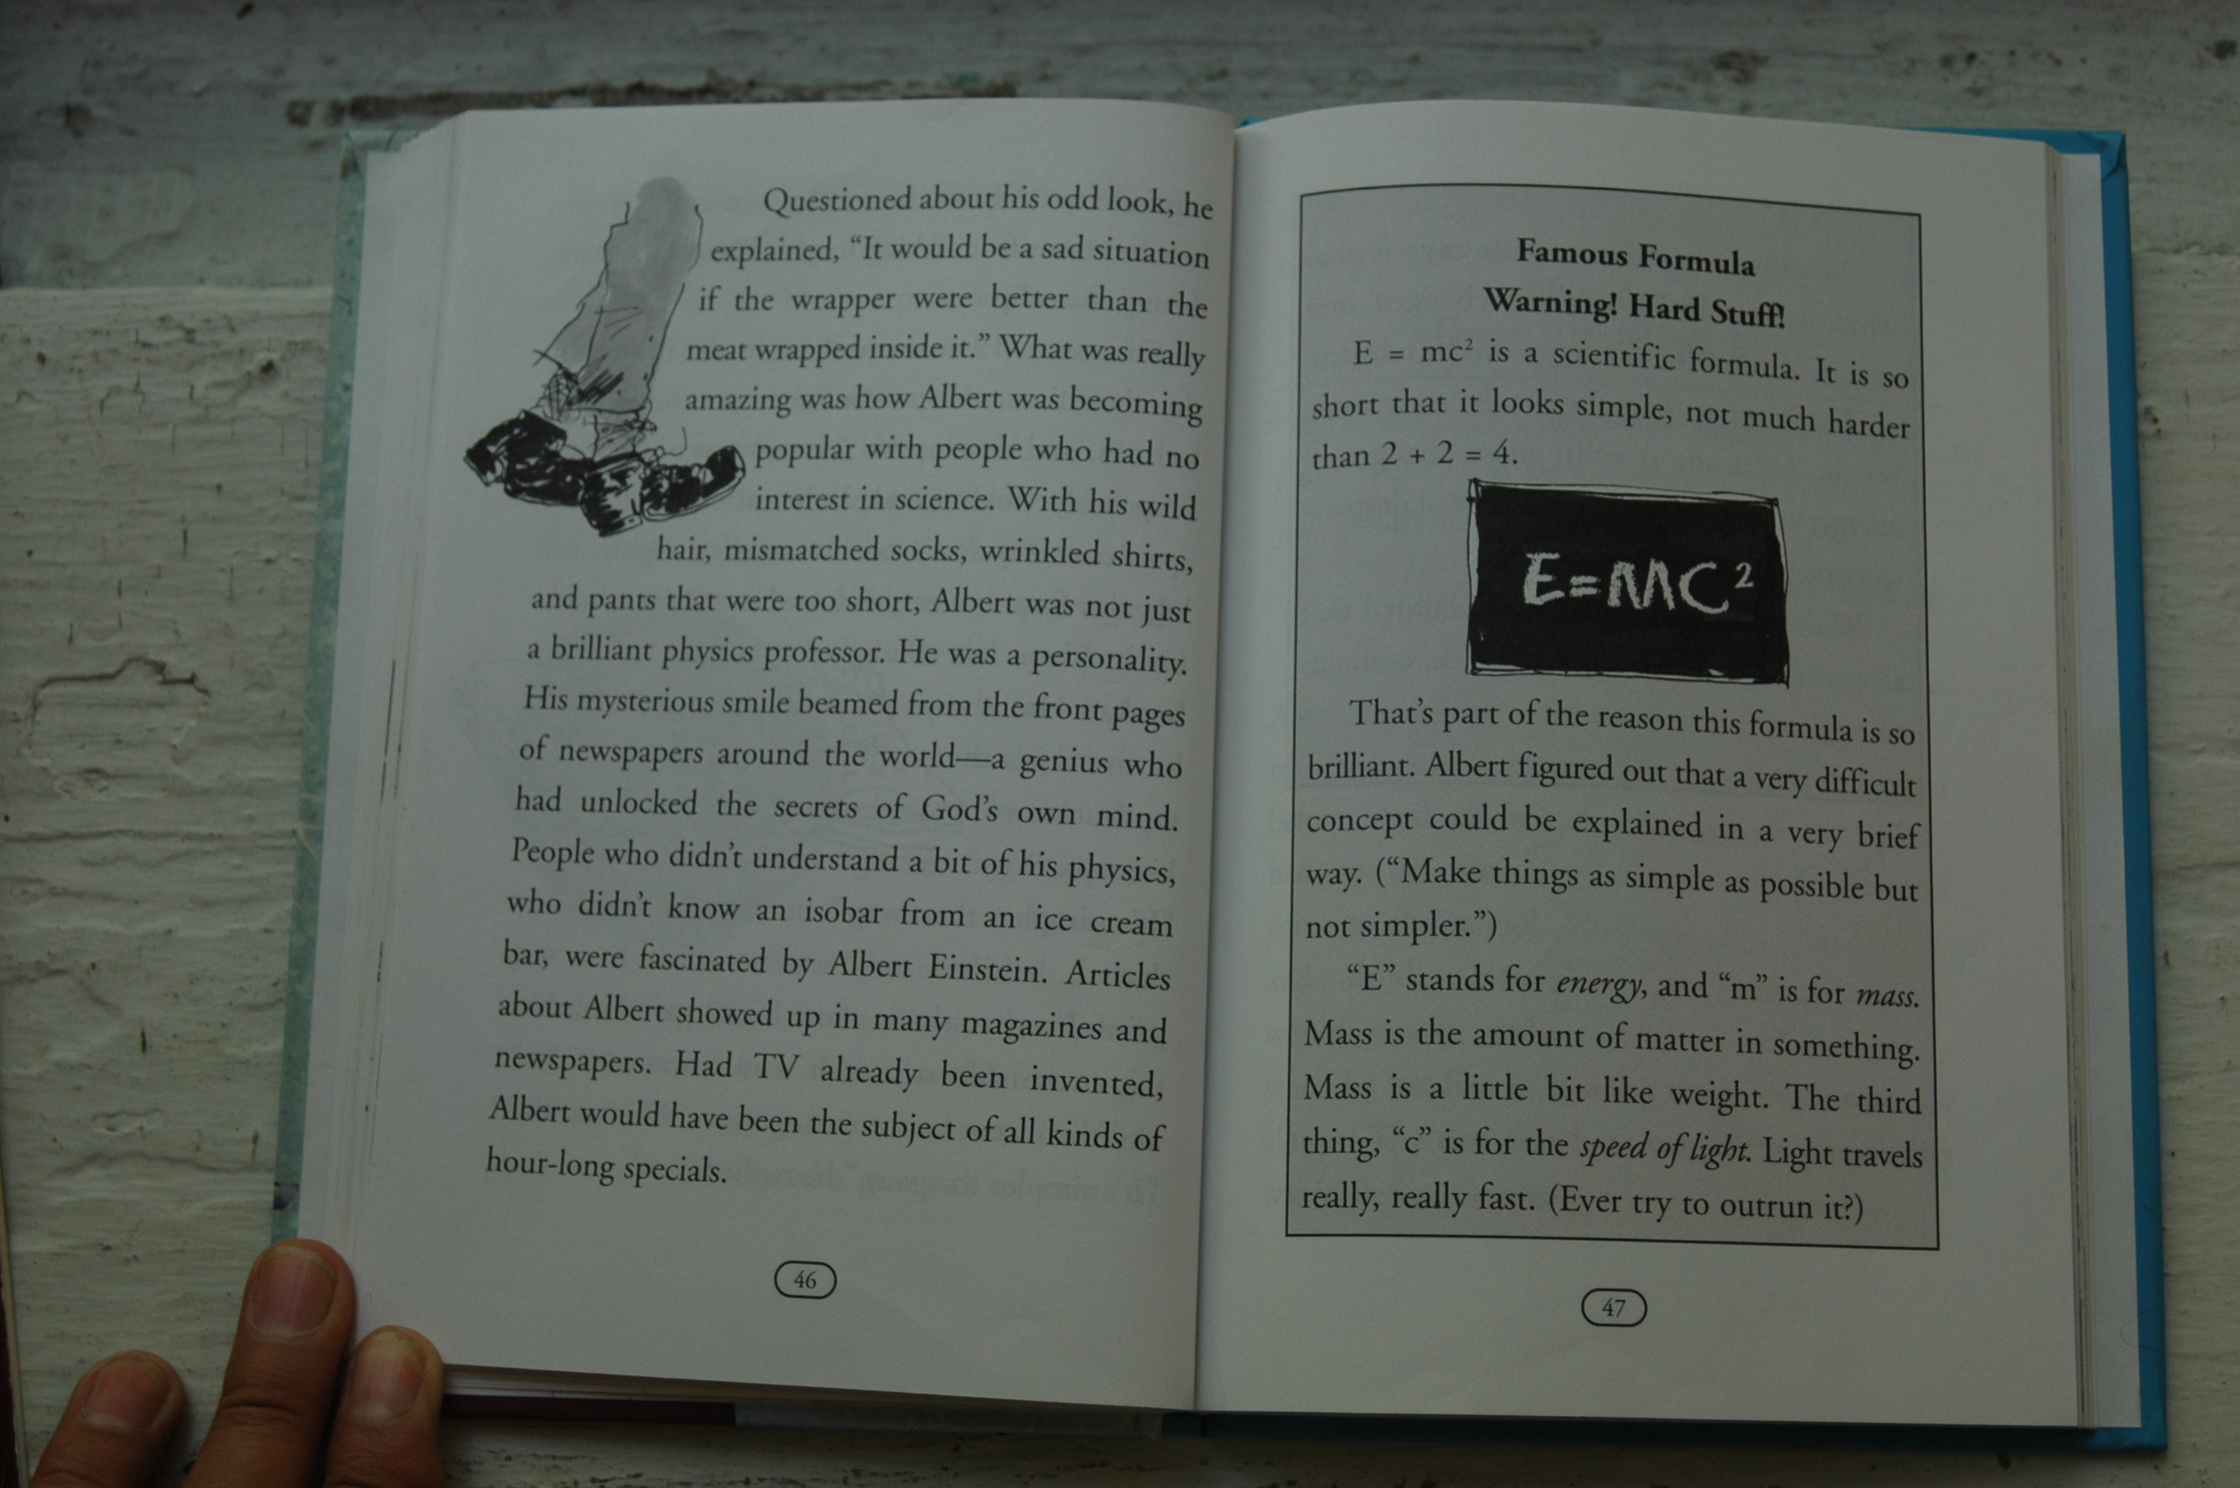 Questioned about his odd look, he
explained, “It would be a sad situation
if the wrapper were better than the
meat wrapped inside it.” What was really
amazing was how Albert was becoming
popular with people who had no
interest in science. With his wild
hair, mismatched socks, wrinkled shirts,
and pants that were too short, Albert was not just
a brilliant physics professor. He was a personality.
His mysterious smile beamed from the front pages
of newspapers around the world—a genius who
had unlocked the secrets of God’s own mind.
People who didn’t understand a bit of his physics,
who didn’t know an isobar from an ice cream
bar, were fascinated by Albert Einstein. Articles
about Albert showed up in many magazines and
newspapers. Had TV already been invented,
Albert would have been the subject of all kinds of
hour-long specials.
46
Famous Formula
Warning! Hard Stuff!
E = mc² is a scientific formula. It is so
short that it looks simple, not much harder
than 2 + 2 = 4.
E=MC²
That’s part of the reason this formula is so
brilliant. Albert figured out that a very difficult
concept could be explained in a very brief
way. (“Make things as simple as possible but
not simpler.”)
“E” stands for energy, and “m” is for mass.
Mass is the amount of matter in something.
Mass is a little bit like weight. The third
thing, “c” is for the speed of light. Light travels
really, really fast. (Ever try to outrun it?)
47